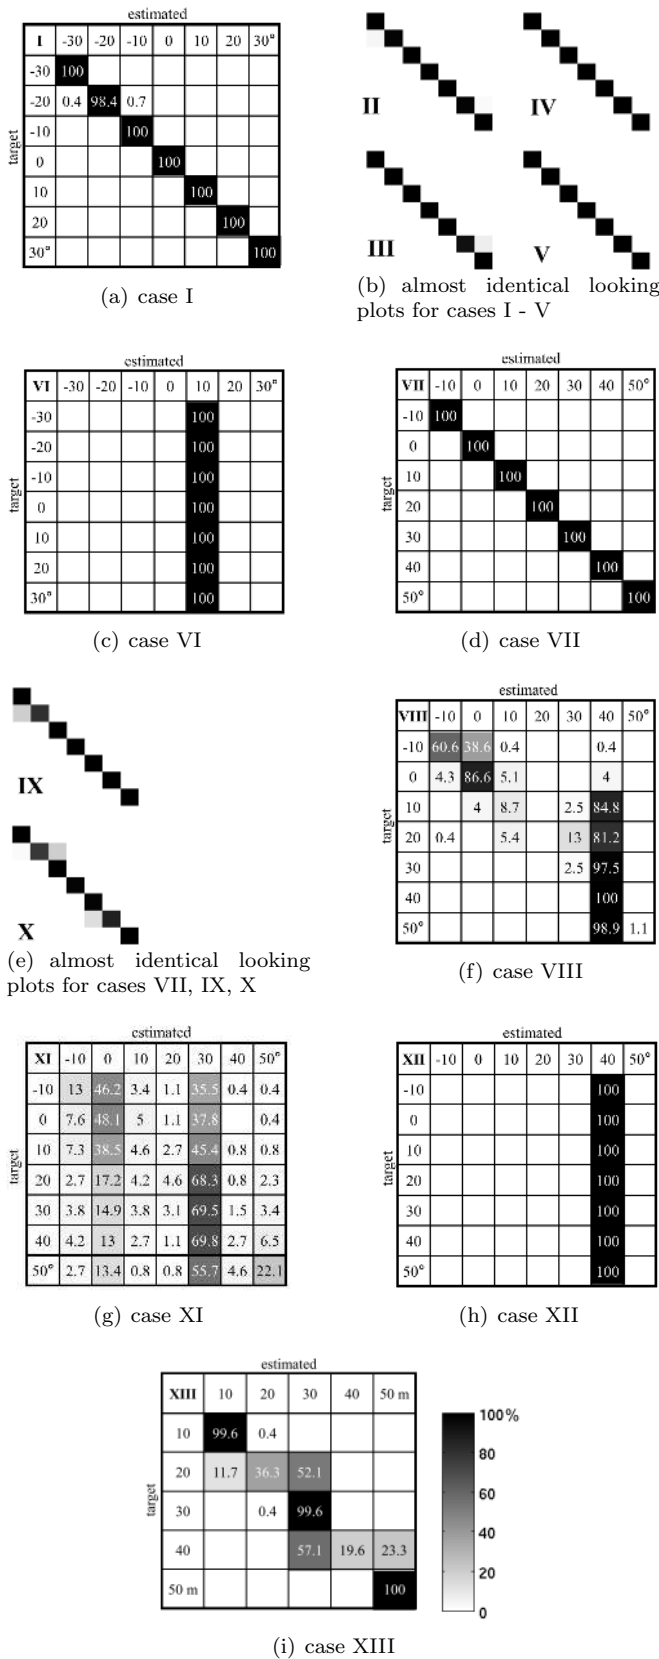 estimated
I -30 -20 -10 0 10 20 30°
-30 100
-20 0.4 98.4 0.7
-10 100
0 100
10 100
20 100
30° 100
target
(a) case I
II
IV
III
V
(b) almost identical looking
plots for cases I - V
estimated
VI -30 -20 -10 0 10 20 30°
-30 100
-20 100
-10 100
0 100
10 100
20 100
30° 100
target
(c) case VI
estimated
VII -10 0 10 20 30 40 50°
-10 100
0 100
10 100
20 100
30 100
40 100
50° 100
target
(d) case VII
IX
X
(e) almost identical looking
plots for cases VII, IX, X
estimated
VIII -10 0 10 20 30 40 50°
-10 60.6 38.6 0.4 0.4
0 4.3 86.6 5.1 4
10 4 8.7 2.5 84.8
20 0.4 5.4 13 81.2
30 2.5 97.5
40 100
50° 98.9 1.1
target
(f) case VIII
estimated
XI -10 0 10 20 30 40 50°
-10 13 46.2 3.4 1.1 35.5 0.4 0.4
0 7.6 48.1 5 1.1 37.8 0.4
10 7.3 38.5 4.6 2.7 45.4 0.8 0.8
20 2.7 17.2 4.2 4.6 68.3 0.8 2.3
30 3.8 14.9 3.8 3.1 69.5 1.5 3.4
40 4.2 13 2.7 1.1 69.8 2.7 6.5
50° 2.7 13.4 0.8 0.8 55.7 4.6 22.1
target
(g) case XI
estimated
XII -10 0 10 20 30 40 50°
-10 100
0 100
10 100
20 100
30 100
40 100
50° 100
target
(h) case XII
estimated
XIII 10 20 30 40 50 m
10 99.6 0.4
20 11.7 36.3 52.1
30 0.4 99.6
40 57.1 19.6 23.3
50 m 100
target
100%
80
60
40
20
0
(i) case XIII